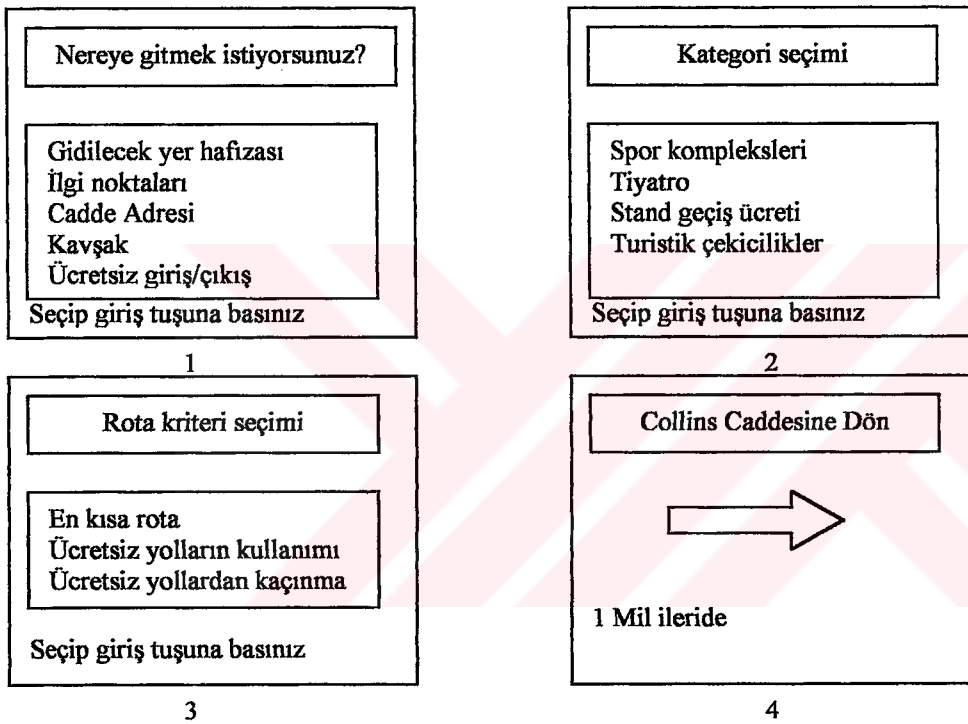 Nereye gitmek istiyorsunuz?
Gidilecek yer hafızası
İlgi noktaları
Cadde Adresi
Kavşak
Ücretsiz giriş/çıkış
Seçip giriş tuşuna basınız
1
Kategori seçimi
Spor kompleksleri
Tiyatro
Stand geçiş ücreti
Turistik çekicilikler
Seçip giriş tuşuna basınız
2
Rota kriteri seçimi
En kısa rota
Ücretsiz yolların kullanımı
Ücretsiz yollardan kaçınma
Seçip giriş tuşuna basınız
3
Collins Caddesine Dön
1 Mil ileride
4